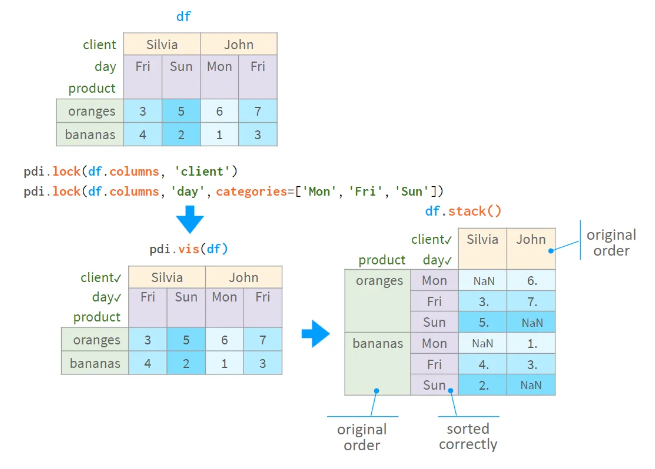 df
client Silvia John
day Fri Sun Mon Fri
product
oranges 3 5 6 7
bananas 4 2 1 3
pdi.lock(df.columns, 'client')
pdi.lock(df.columns, 'day', categories=['Mon', 'Fri', 'Sun'])
pdi.vis(df)
client✓ Silvia John
day✓ Fri Sun Mon Fri
product
oranges 3 5 6 7
bananas 4 2 1 3
df.stack()
client✓ Silvia John
product day✓
original
order
oranges Mon NaN 6.
Fri 3. 7.
Sun 5. NaN
bananas Mon NaN 1.
Fri 4. 3.
Sun 2. NaN
original
order
sorted
correctly